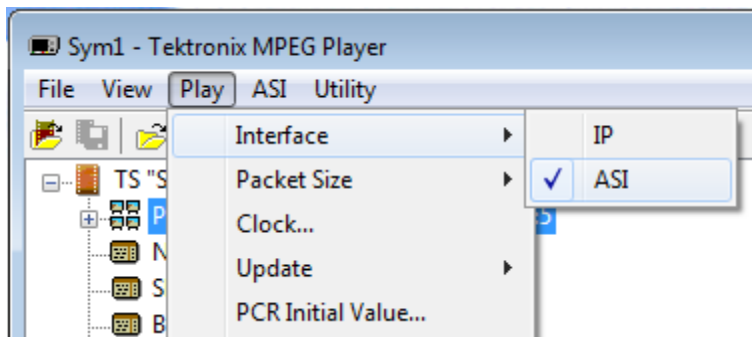 Sym1 - Tektronix MPEG Player
File View Play ASI Utility
Interface
IP
TS "S
Packet Size
ASI
P
5
Clock...
N
Update
S
PCR Initial Value...
B